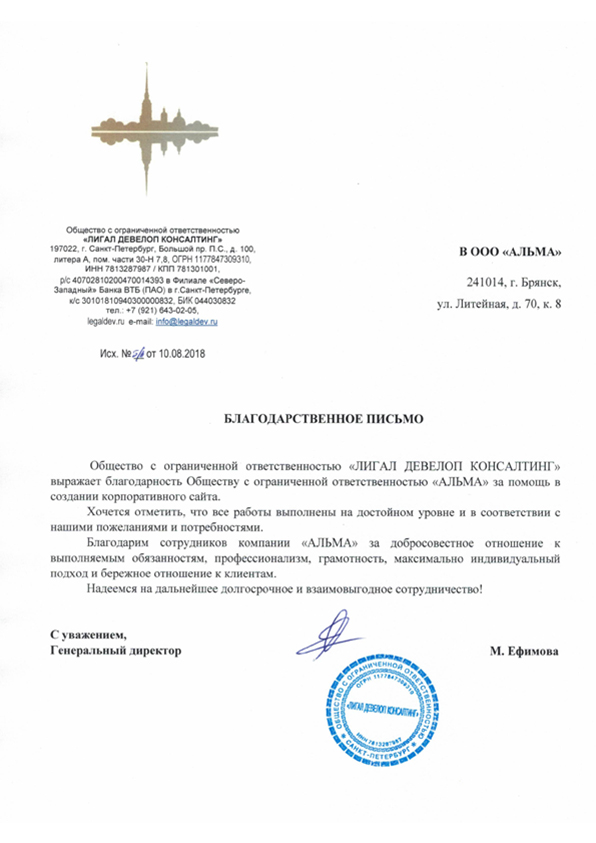 Общество с ограниченной ответственностью
«ЛИГАЛ ДЕВЕЛОП КОНСАЛТИНГ»
197022, г. Санкт-Петербург, Большой пр. П.С., д. 100,
литера А, пом. части 30-Н 7,8, ОГРН 1177847309310,
ИНН 7813287987 / КПП 781301001,
р/с 40702810200470014393 в Филиале «Северо-
Западный» Банка ВТБ (ПАО) в г.Санкт-Петербурге,
к/с 30101810940300000832, БИК 044030832
тел.: +7 (921) 643-02-05,
legaldev.ru e-mail: info@legaldev.ru
Исх. № б/н от 10.08.2018
В ООО «АЛЬМА»
241014, г. Брянск,
ул. Литейная, д. 70, к. 8
БЛАГОДАРСТВЕННОЕ ПИСЬМО
Общество с ограниченной ответственностью «ЛИГАЛ ДЕВЕЛОП КОНСАЛТИНГ»
выражает благодарность Обществу с ограниченной ответственностью «АЛЬМА» за помощь в
создании корпоративного сайта.
Хочется отметить, что все работы выполнены на достойном уровне и в соответствии с
нашими пожеланиями и потребностями.
Благодарим сотрудников компании «АЛЬМА» за добросовестное отношение к
выполняемым обязанностям, профессионализм, грамотность, максимально индивидуальный
подход и бережное отношение к клиентам.
Надеемся на дальнейшее долгосрочное и взаимовыгодное сотрудничество!
С уважением,
Генеральный директор
М. Ефимова
ОБЩЕСТВО С ОГРАНИЧЕННОЙ ОТВЕТСТВЕННОСТЬЮ
ОГРН 1177847309310
«ЛИГАЛ ДЕВЕЛОП КОНСАЛТИНГ»
ИНН 7813287987
* САНКТ-ПЕТЕРБУРГ *